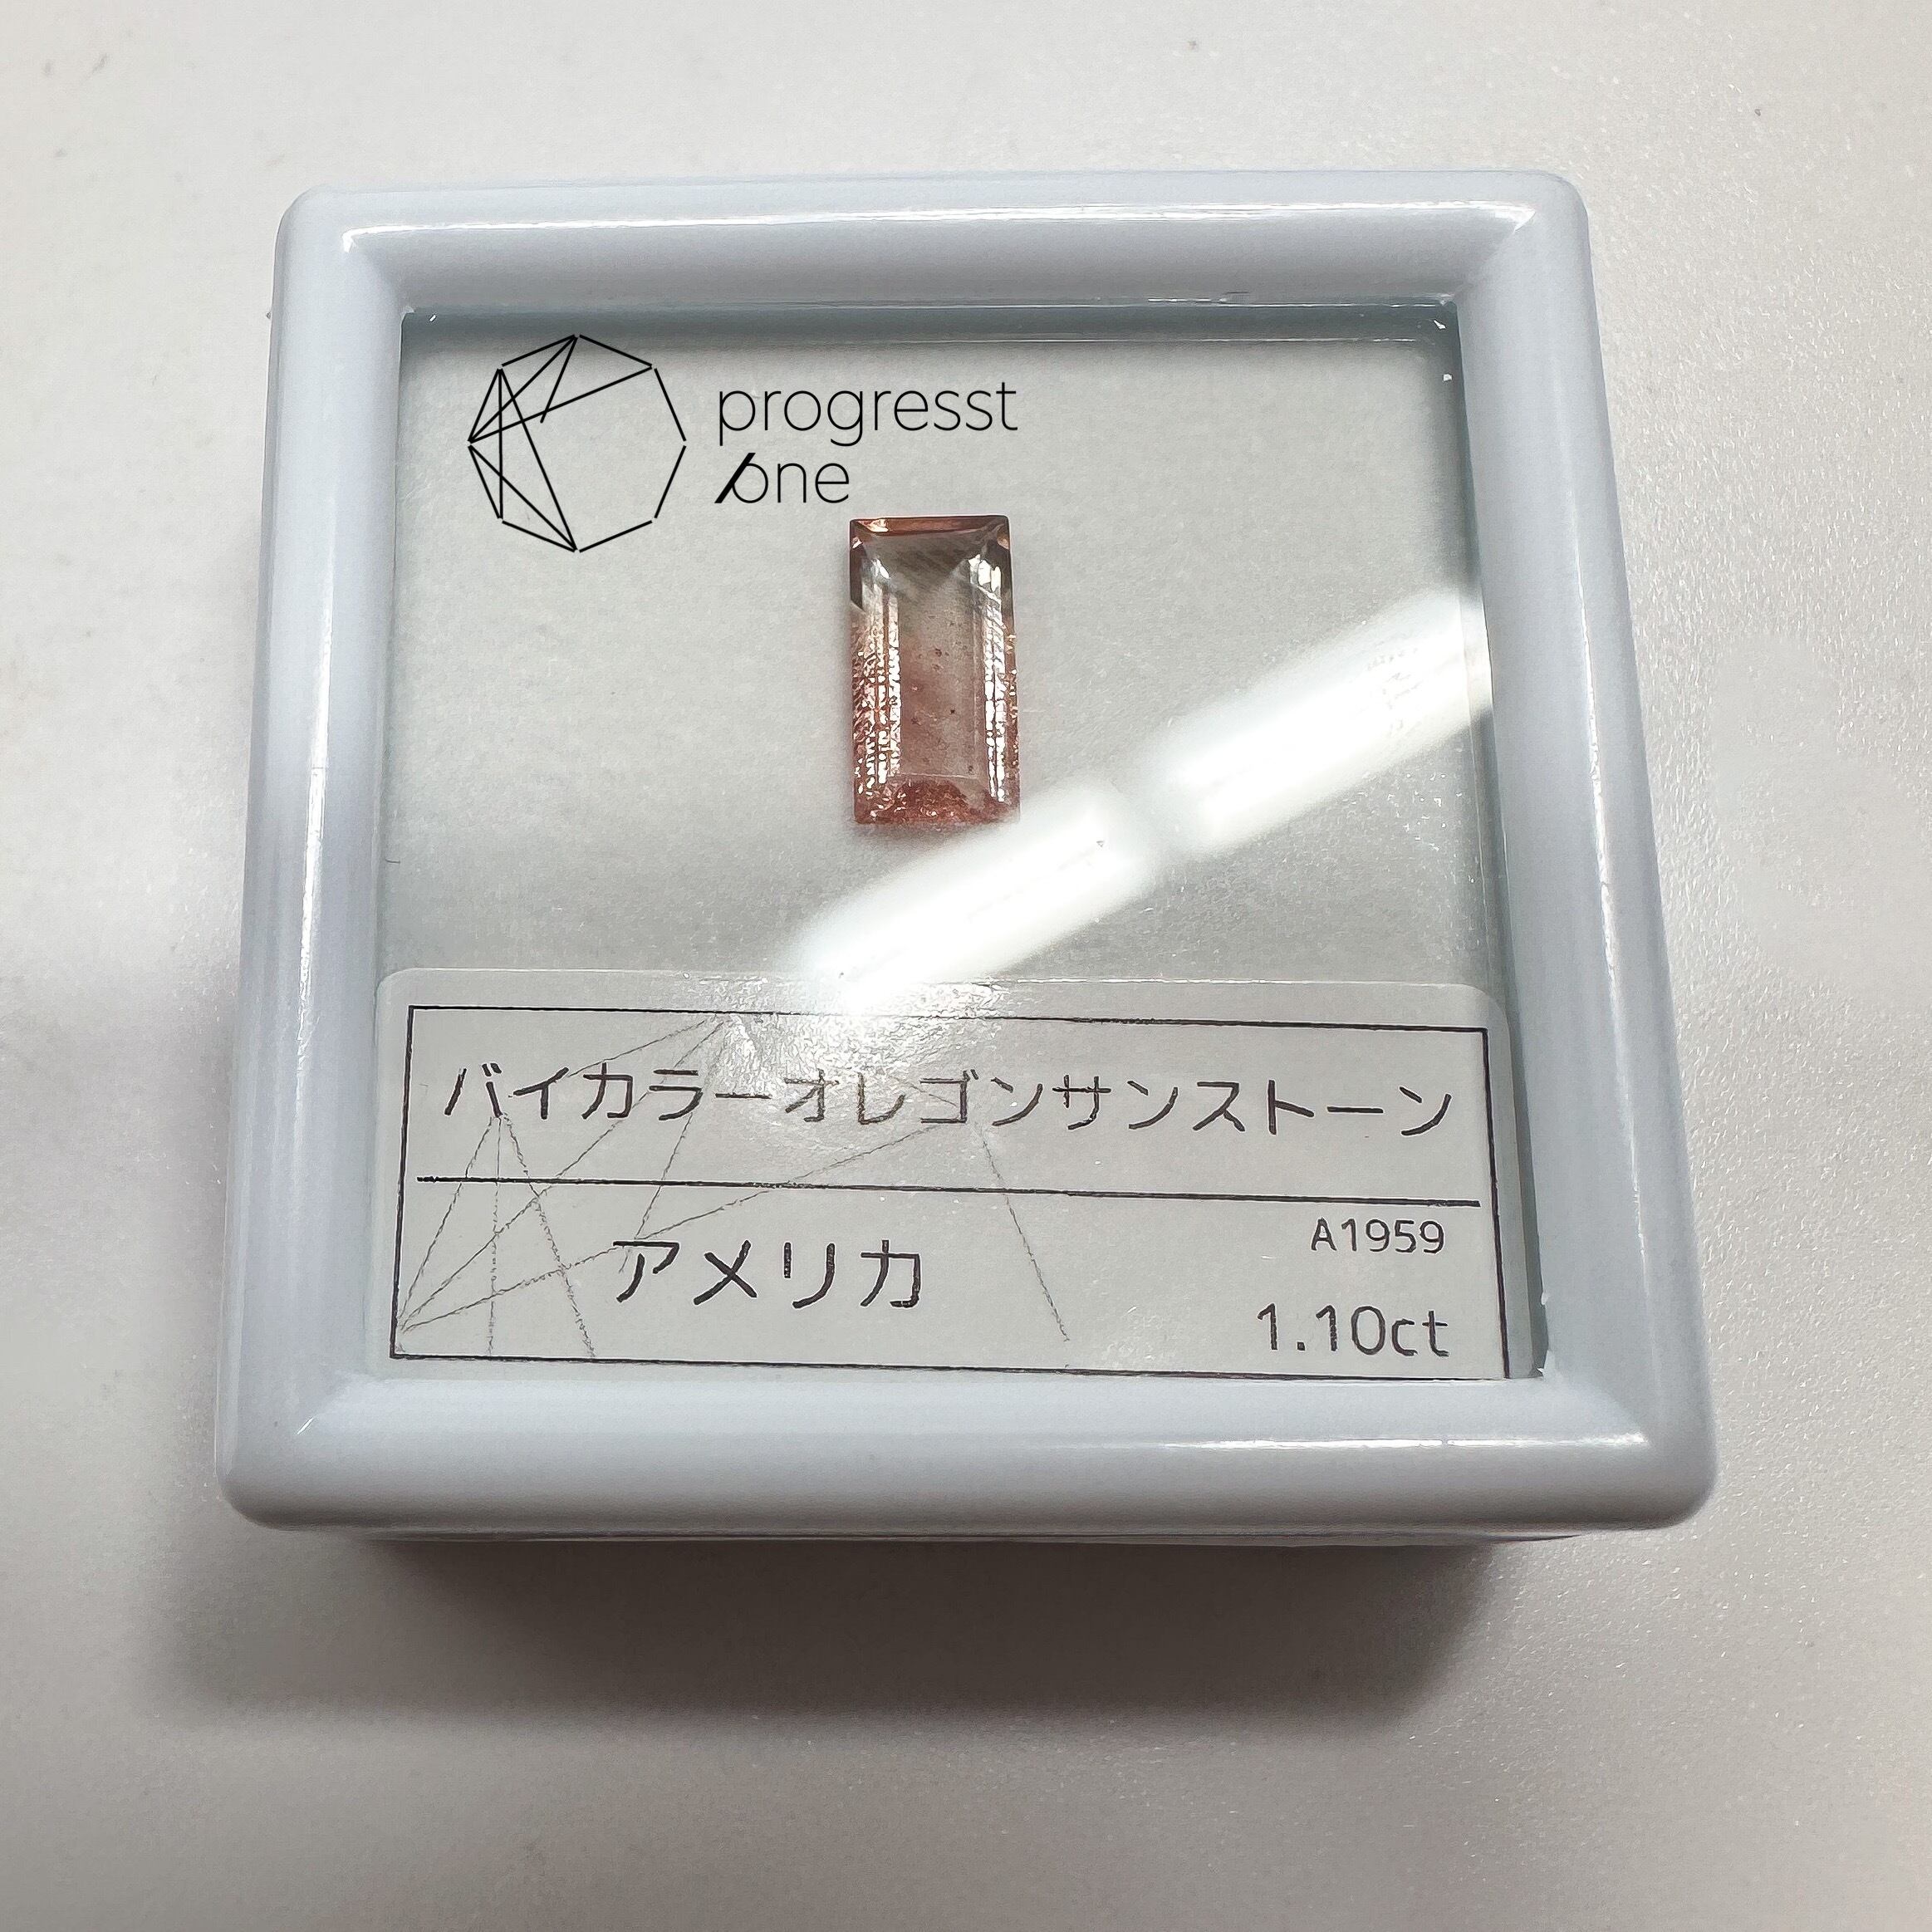 progresst
one
バイカラーオレゴンサンストーン
アメリカ
A1959
1.10ct